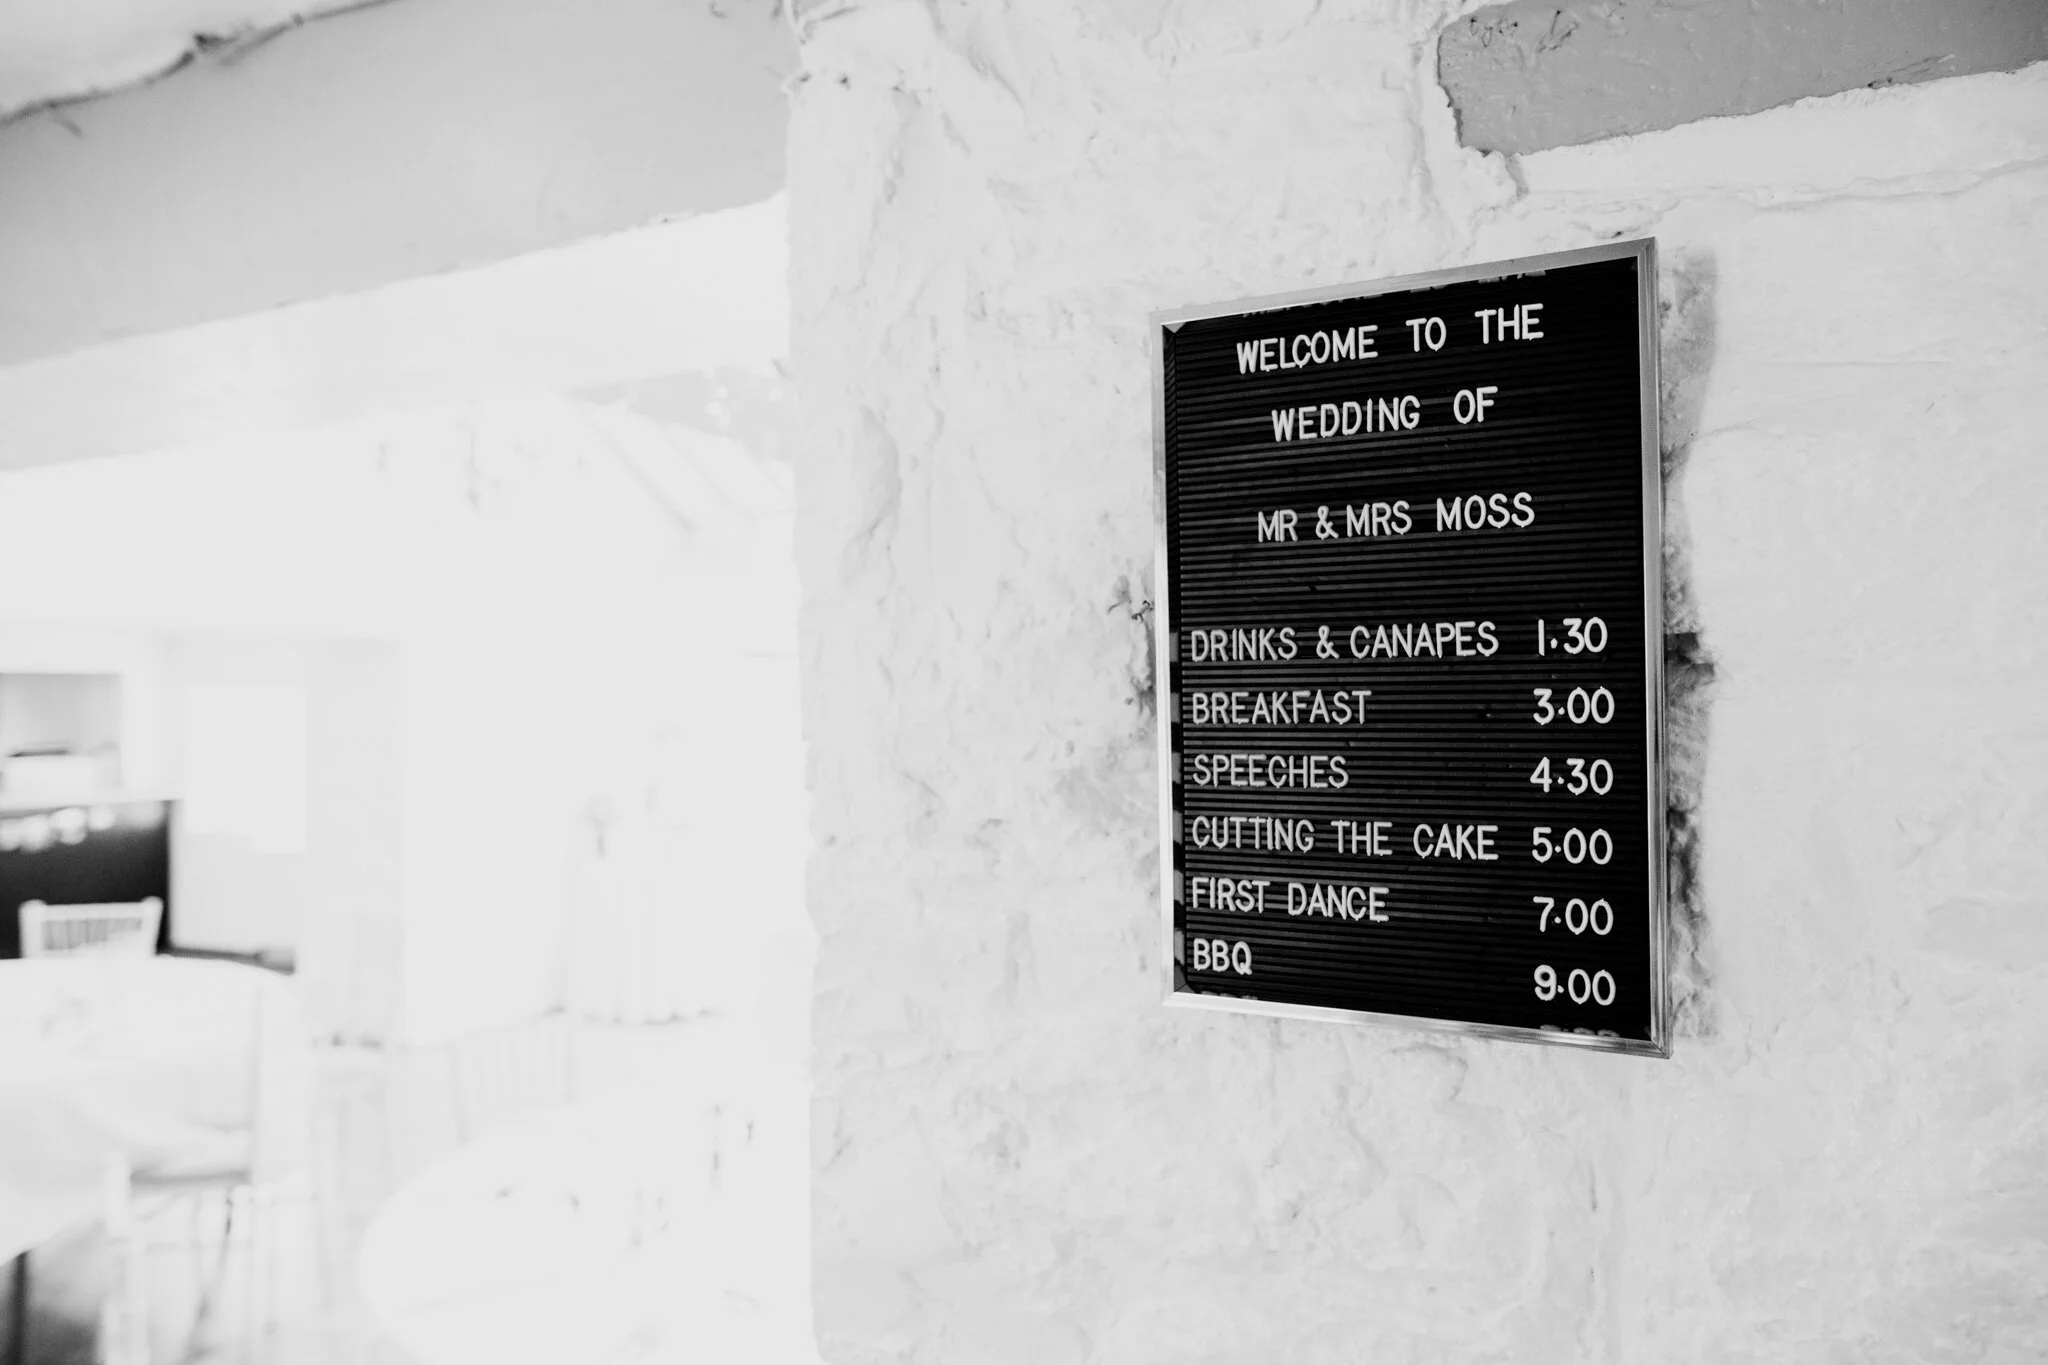 WELCOME TO THE
WEDDING OF
MR & MRS MOSS
DRINKS & CANAPES 1.30
BREAKFAST 3.00
SPEECHES 4.30
CUTTING THE CAKE 5.00
FIRST DANCE 7.00
BBQ 9.00